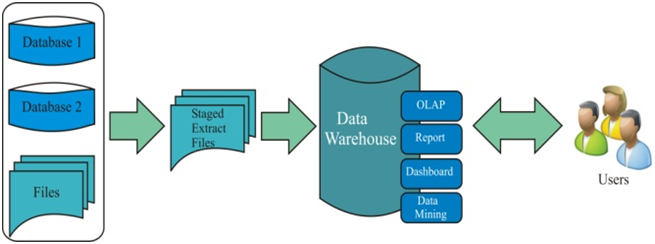 Database 1
Database 2
Files
Staged
Extract
Files
Data
Warehouse
OLAP
Report
Dashboard
Data
Mining
Users